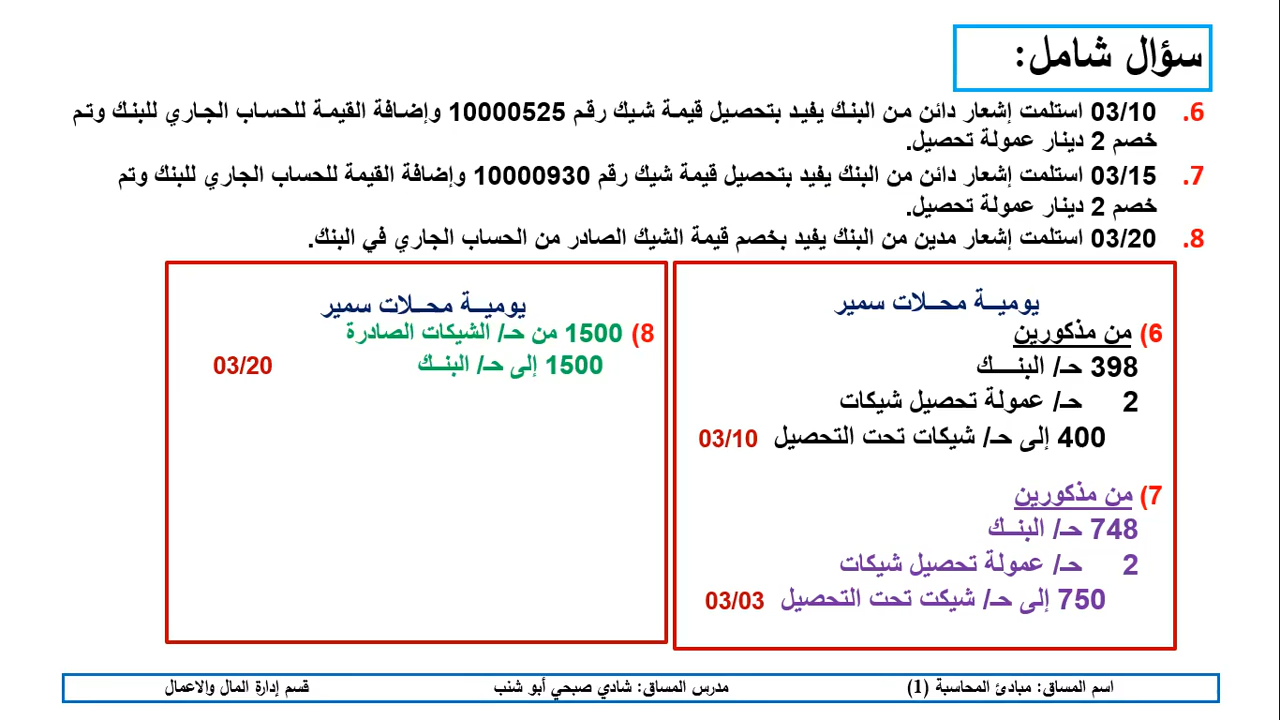 سؤال شامل:
6. 03/10 استلمت إشعار دائن من البنك يفيد بتحصيل قيمة شيك رقم 10000525 وإضافة القيمة للحساب الجاري للبنك وتم
خصم 2 دينار عمولة تحصيل.
7. 03/15 استلمت إشعار دائن من البنك يفيد بتحصيل قيمة شيك رقم 10000930 وإضافة القيمة للحساب الجاري للبنك وتم
خصم 2 دينار عمولة تحصيل.
8. 03/20 استلمت إشعار مدين من البنك يفيد بخصم قيمة الشيك الصادر من الحساب الجاري في البنك.
يوميــة محــلات سمير
6) من مذكورين
398 حـ/ البنــــك
2 حـ/ عمولة تحصيل شيكات
400 إلى حـ/ شيكات تحت التحصيل 03/10
7) من مذكورين
748 حـ/ البنــك
2 حـ/ عمولة تحصيل شيكات
750 إلى حـ/ شيكت تحت التحصيل 03/03
يوميــة محــلات سمير
8) 1500 من حـ/ الشيكات الصادرة
1500 إلى حـ/ البنــك 03/20
اسم المساق: مبادئ المحاسبة (1) مدرس المساق: شادي صبحي أبو شنب قسم إدارة المال والاعمال